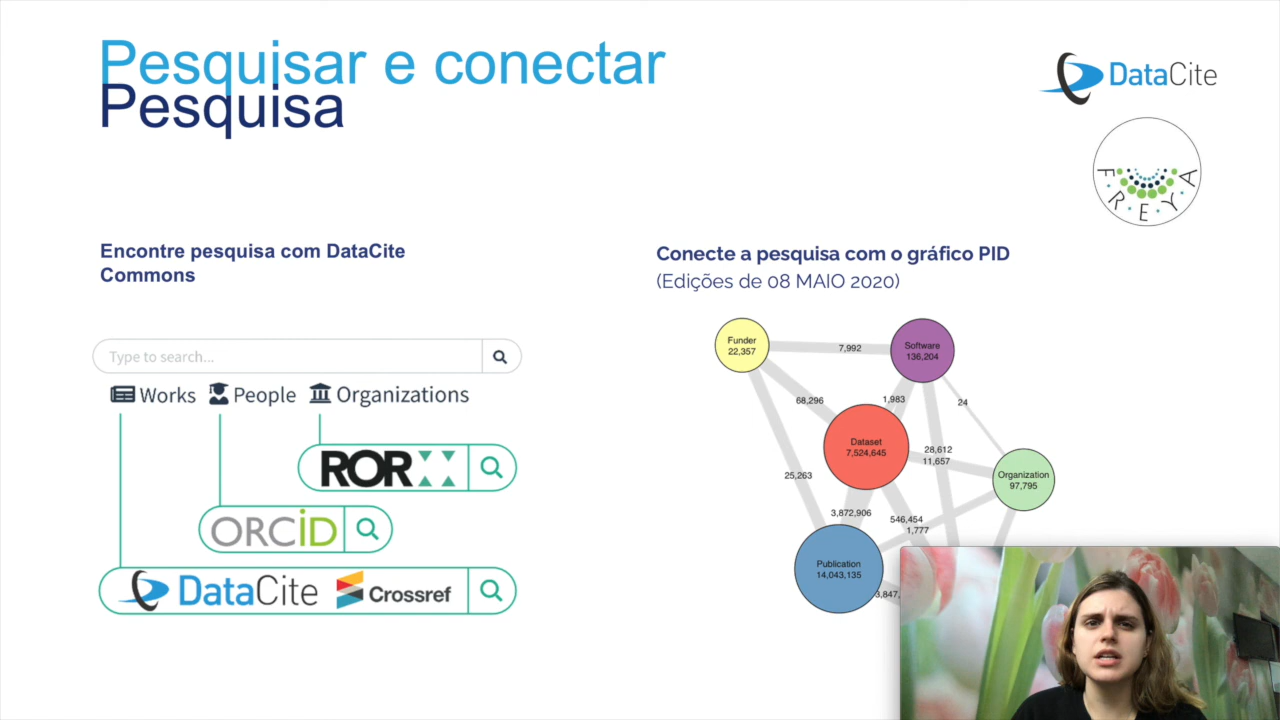 Pesquisar e conectar
Pesquisa
DataCite
FREYA
Encontre pesquisa com DataCite
Commons
Type to search...
Works People Organizations
ROR
ORCID
DataCite Crossref
Conecte a pesquisa com o gráfico PID
(Edições de 08 MAIO 2020)
Funder
22,357
7,992
Software
136,204
68,296
1,983
24
Dataset
7,524,645
28,612
11,657
25,263
Organization
97,795
3,872,906
546,454
1,777
Publication
14,043,135
3,847,